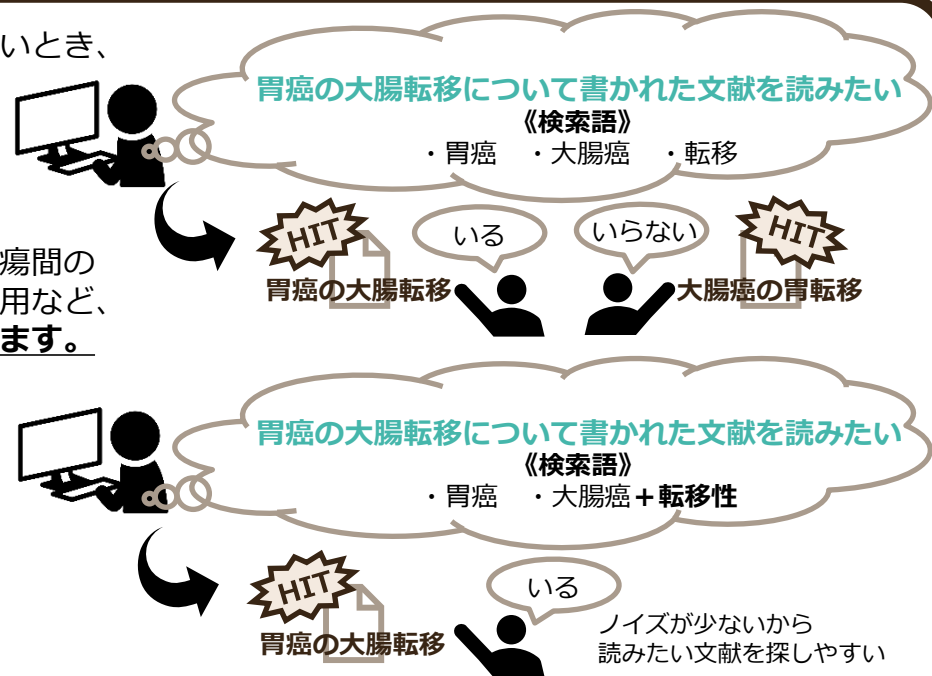 いとき、
胃癌の大腸転移について書かれた文献を読みたい
《検索語》
・胃癌　・大腸癌　・転移
HIT
いる
いらない
HIT
胃癌の大腸転移
大腸癌の胃転移
瘍間の
用など、
ます。
胃癌の大腸転移について書かれた文献を読みたい
《検索語》
・胃癌　・大腸癌＋転移性
HIT
いる
胃癌の大腸転移
ノイズが少ないから
読みたい文献を探しやすい